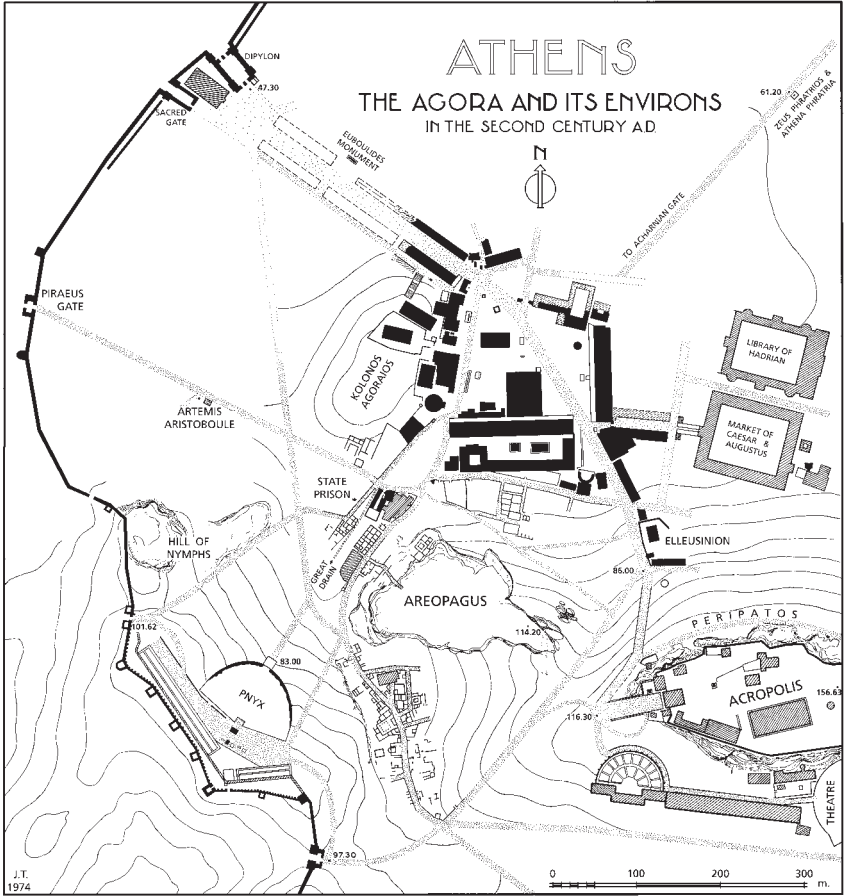 ATHENS
THE AGORA AND ITS ENVIRONS
IN THE SECOND CENTURY A.D.
N
DIPYLON
47.30
SACRED
GATE
EUBOULIDES
MONUMENT
61.20
ZEUS PHRATRIOS &
ATHENA PHRATRIA
TO ACHARNIAN GATE
PIRAEUS
GATE
ARTEMIS
ARISTOBOULE
KOLONOS
AGORAIOS
LIBRARY OF
HADRIAN
MARKET OF
CAESAR &
AUGUSTUS
STATE
PRISON
HILL OF
NYMPHS
GREAT
DRAIN
ELLEUSINION
86.00
AREOPAGUS
114.20
PERIPATOS
101.62
83.00
PNYX
ACROPOLIS
156.63
116.30
THEATRE
97.30
J.T.
1974
0 100 200 300
m.